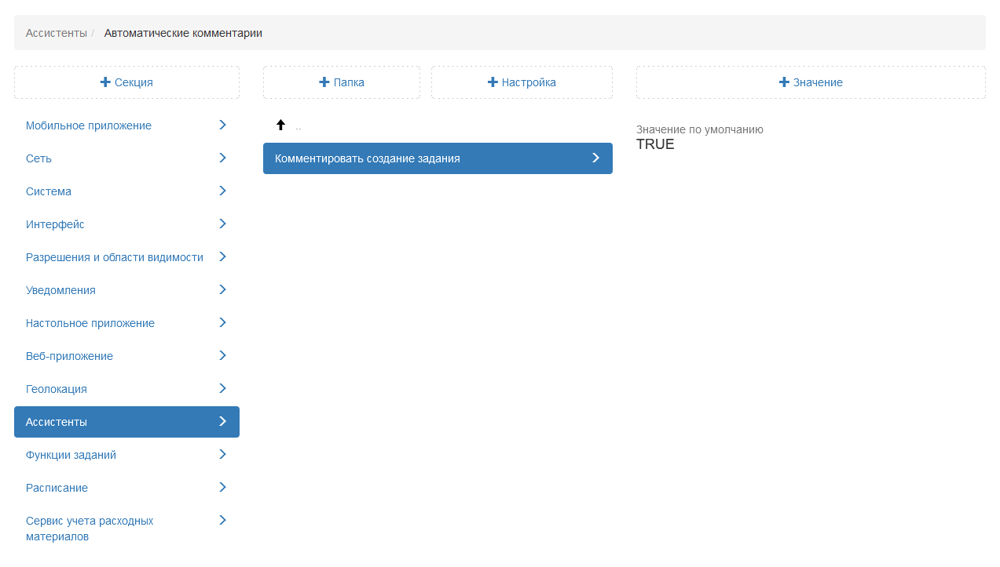 Ассистенты / Автоматические комментарии
Секция
Папка
Настройка
Значение
Мобильное приложение
Сеть
Система
Интерфейс
Разрешения и области видимости
Уведомления
Настольное приложение
Веб-приложение
Геолокация
Ассистенты
Функции заданий
Расписание
Сервис учета расходных
материалов
..
Комментировать создание задания
Значение по умолчанию
TRUE